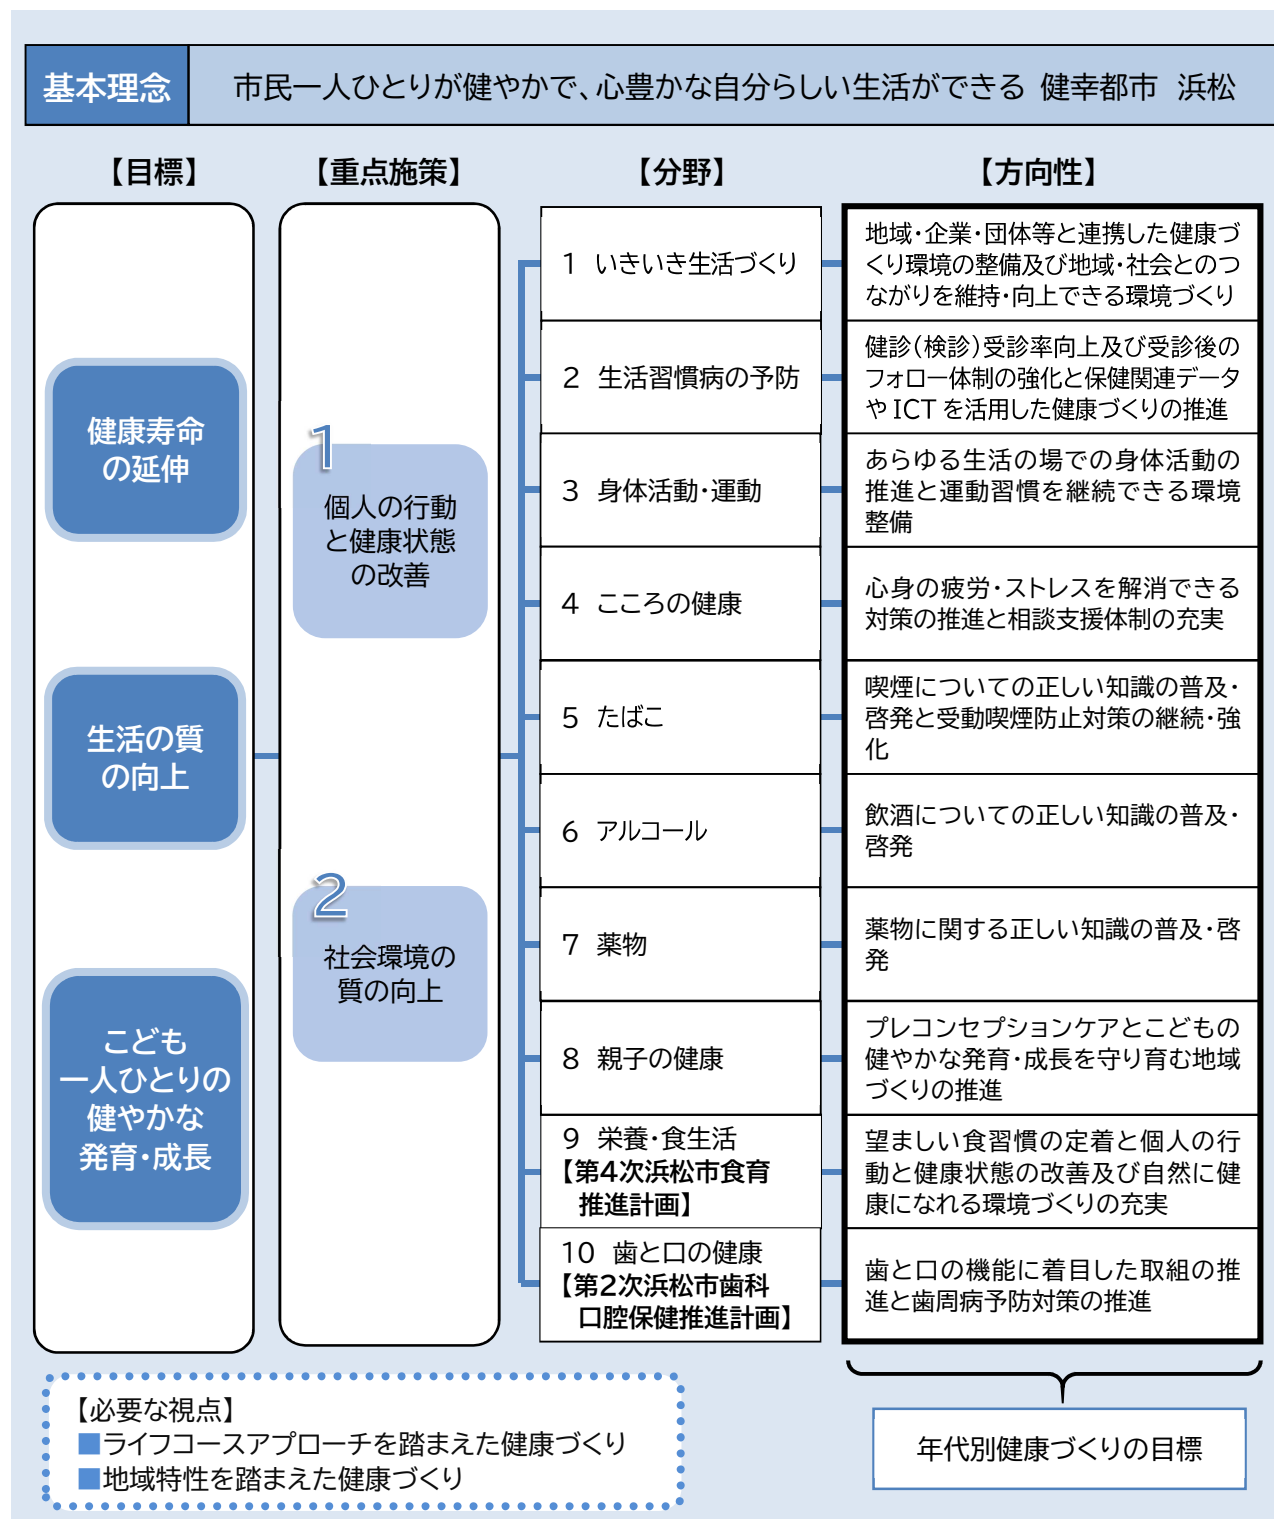 基本理念
市民一人ひとりが健やかで、心豊かな自分らしい生活ができる 健幸都市 浜松
【目標】
【重点施策】
【分野】
【方向性】
健康寿命
の延伸
生活の質
の向上
こども
一人ひとりの
健やかな
発育・成長
1
個人の行動
と健康状態
の改善
2
社会環境の
質の向上
1 いきいき生活づくり
地域・企業・団体等と連携した健康づ
くり環境の整備及び地域・社会とのつ
ながりを維持・向上できる環境づくり
2 生活習慣病の予防
健診(検診)受診率向上及び受診後の
フォロー体制の強化と保健関連データ
や ICT を活用した健康づくりの推進
3 身体活動・運動
あらゆる生活の場での身体活動の
推進と運動習慣を継続できる環境
整備
4 こころの健康
心身の疲労・ストレスを解消できる
対策の推進と相談支援体制の充実
5 たばこ
喫煙についての正しい知識の普及・
啓発と受動喫煙防止対策の継続・強
化
6 アルコール
飲酒についての正しい知識の普及・
啓発
7 薬物
薬物に関する正しい知識の普及・啓
発
8 親子の健康
プレコンセプションケアとこどもの
健やかな発育・成長を守り育む地域
づくりの推進
9 栄養・食生活
【第4次浜松市食育
推進計画】
望ましい食習慣の定着と個人の行
動と健康状態の改善及び自然に健
康になれる環境づくりの充実
10 歯と口の健康
【第2次浜松市歯科
口腔保健推進計画】
歯と口の機能に着目した取組の推
進と歯周病予防対策の推進
【必要な視点】
■ライフコースアプローチを踏まえた健康づくり
■地域特性を踏まえた健康づくり
年代別健康づくりの目標